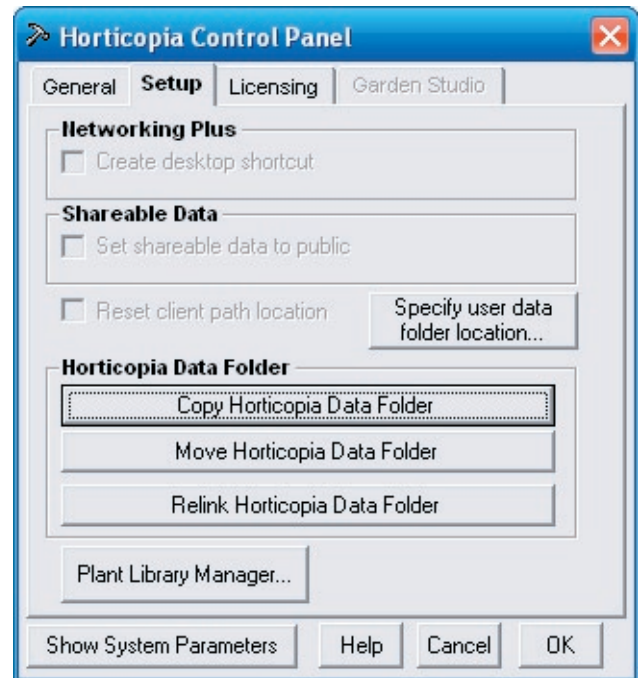 Horticopia Control Panel
General Setup Licensing Garden Studio
Networking Plus
Create desktop shortcut
Shareable Data
Set shareable data to public
Reset client path location
Specify user data
folder location...
Horticopia Data Folder
Copy Horticopia Data Folder
Move Horticopia Data Folder
Relink Horticopia Data Folder
Plant Library Manager...
Show System Parameters Help Cancel OK